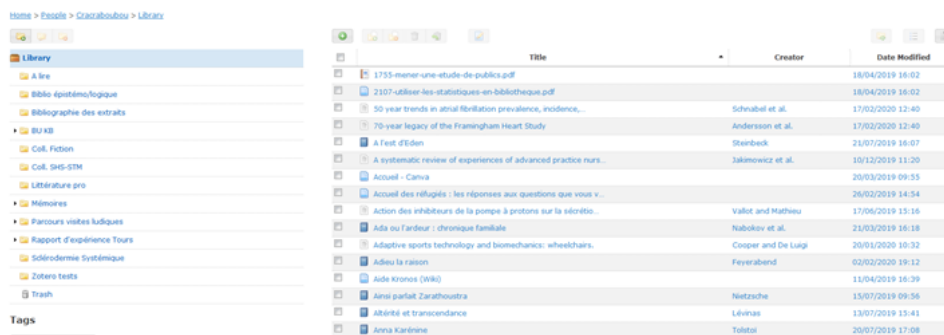 Home > People > Cracraboubou > Library
Library
A lire
Biblio épistémo/logique
Bibliographie des extraits
BU KB
Coll. Fiction
Coll. SHS-STM
Littérature pro
Mémoires
Parcours visites ludiques
Rapport d'expérience Tours
Sclérodermie Systémique
Zotero tests
Trash
Tags
Title Creator Date Modified
1755-mener-une-etude-de-publics.pdf 18/04/2019 16:02
2107-utiliser-les-statistiques-en-bibliotheque.pdf 18/04/2019 16:02
50 year trends in atrial fibrillation prevalence, incidence,... Schnabel et al. 17/02/2020 12:40
70-year legacy of the Framingham Heart Study Andersson et al. 17/02/2020 12:40
A l'est d'Eden Steinbeck 21/07/2019 16:07
A systematic review of experiences of advanced practice nurs... Jakimowicz et al. 10/12/2019 11:20
Accueil - Canva 20/03/2019 09:55
Accueil des réfugiés : les réponses aux questions que vous v... 26/02/2019 14:54
Action des inhibiteurs de la pompe à protons sur la sécrétio... Vallot and Mathieu 17/06/2019 15:16
Ada ou l'ardeur : chronique familiale Nabokov et al. 21/03/2019 16:18
Adaptive sports technology and biomechanics: wheelchairs. Cooper and De Luigi 20/01/2020 10:32
Adieu la raison Feyerabend 02/02/2020 19:12
Aide Kronos (Wiki) 11/04/2019 16:39
Ainsi parlait Zarathoustra Nietzsche 15/07/2019 09:56
Altérité et transcendance Lévinas 13/07/2019 15:41
Anna Karénine Tolstoï 20/07/2019 17:08